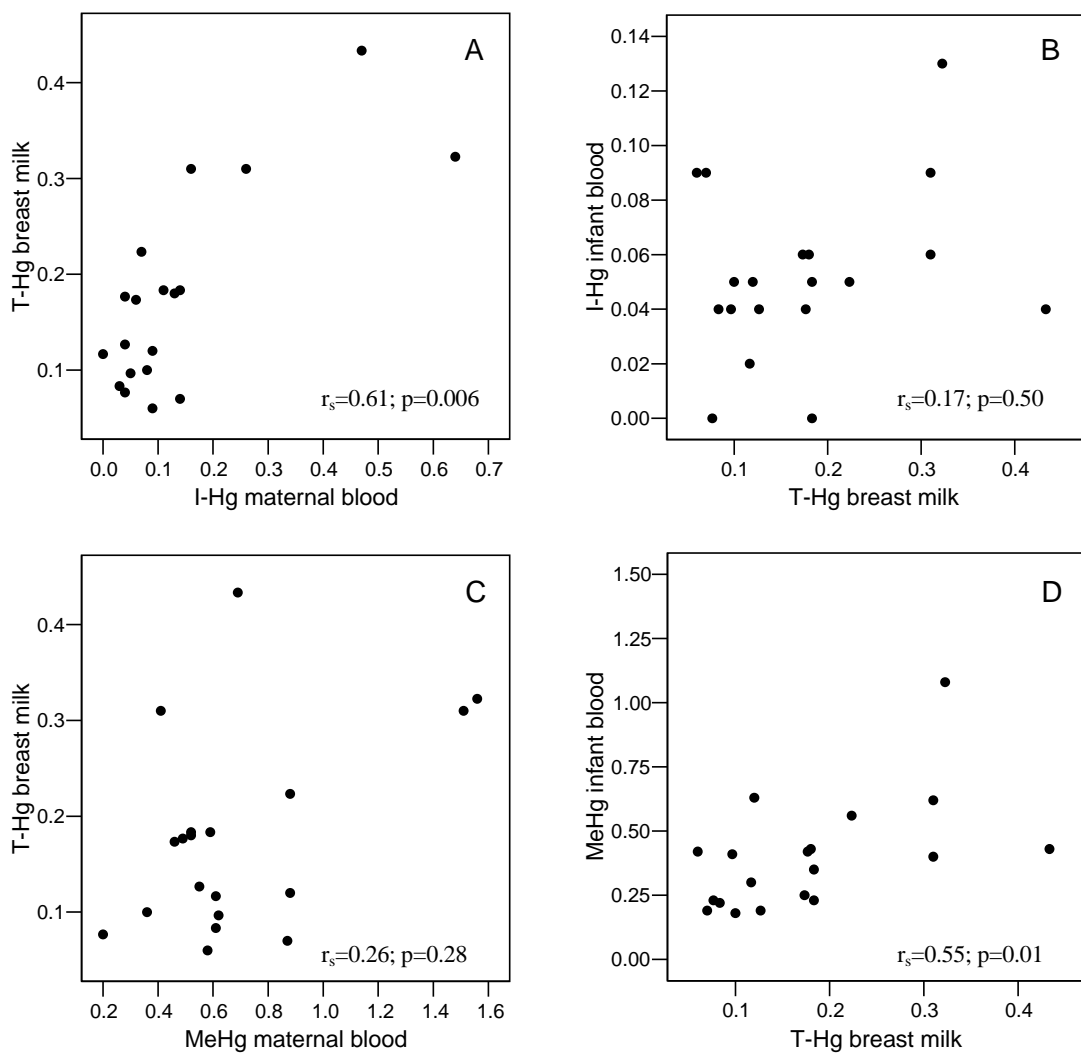 A
T-Hg breast milk
0.4
0.3
0.2
0.1
r_s=0.61; p=0.006
0.0 0.1 0.2 0.3 0.4 0.5 0.6 0.7
I-Hg maternal blood
B
I-Hg infant blood
0.14
0.12
0.10
0.08
0.06
0.04
0.02
0.00
r_s=0.17; p=0.50
0.1 0.2 0.3 0.4
T-Hg breast milk
C
T-Hg breast milk
0.4
0.3
0.2
0.1
r_s=0.26; p=0.28
0.2 0.4 0.6 0.8 1.0 1.2 1.4 1.6
MeHg maternal blood
D
MeHg infant blood
1.50
1.25
1.00
0.75
0.50
0.25
0.00
r_s=0.55; p=0.01
0.1 0.2 0.3 0.4
T-Hg breast milk